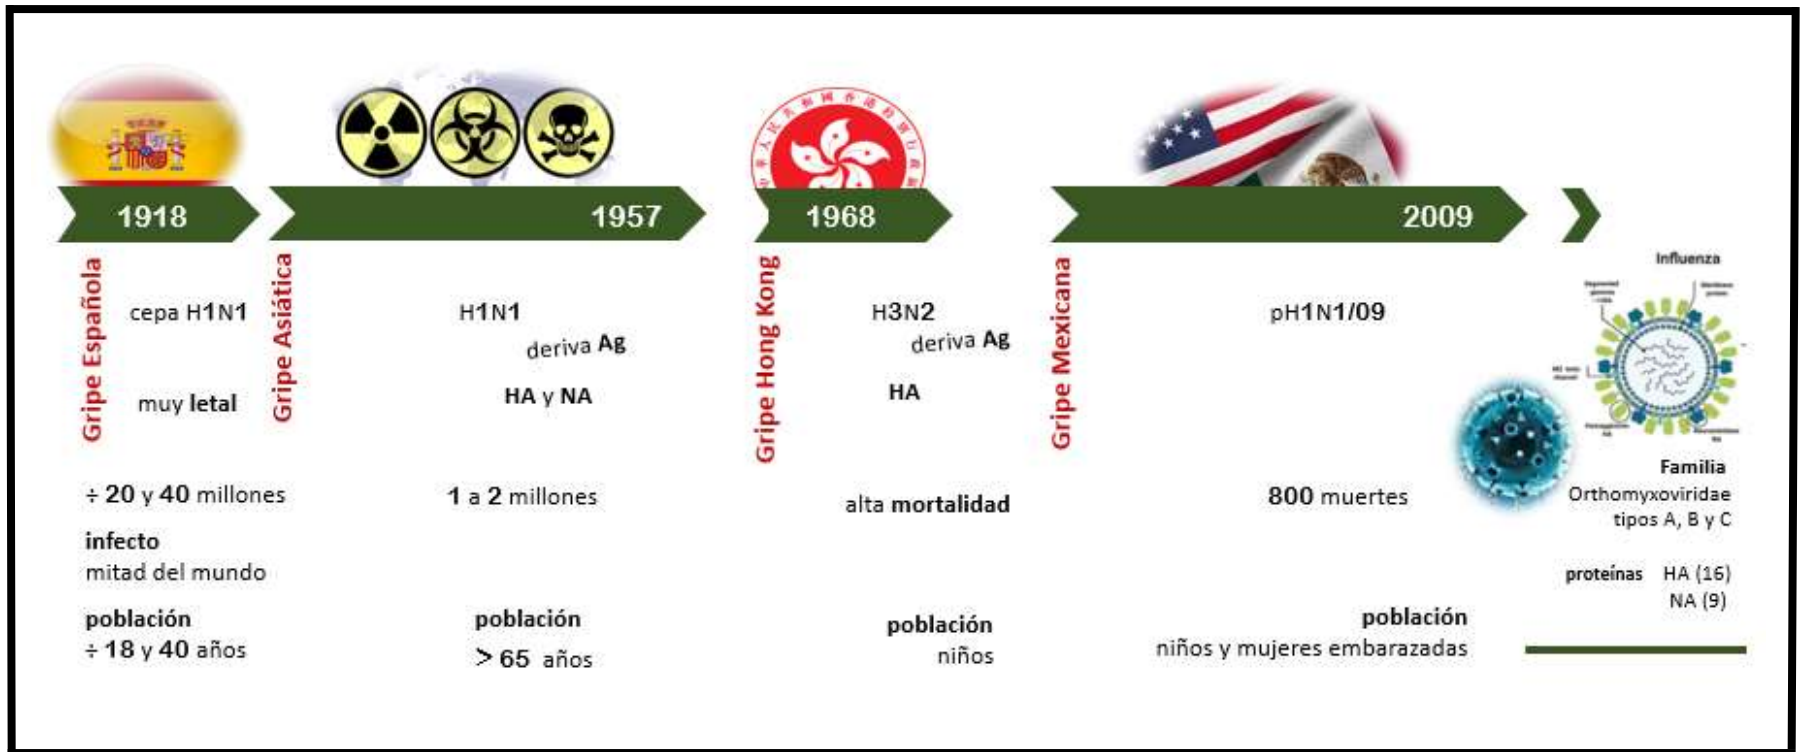 1918
Gripe Española
cepa H1N1
muy letal
÷ 20 y 40 millones
infecto
mitad del mundo
población
÷ 18 y 40 años
1957
Gripe Asiática
H1N1
deriva Ag
HA y NA
1 a 2 millones
población
> 65 años
1968
Gripe Hong Kong
H3N2
deriva Ag
HA
alta mortalidad
población
niños
2009
Gripe Mexicana
pH1N1/09
800 muertes
población
niños y mujeres embarazadas
Influenza
Familia
Orthomyxoviridae
tipos A, B y C
proteínas HA (16)
NA (9)